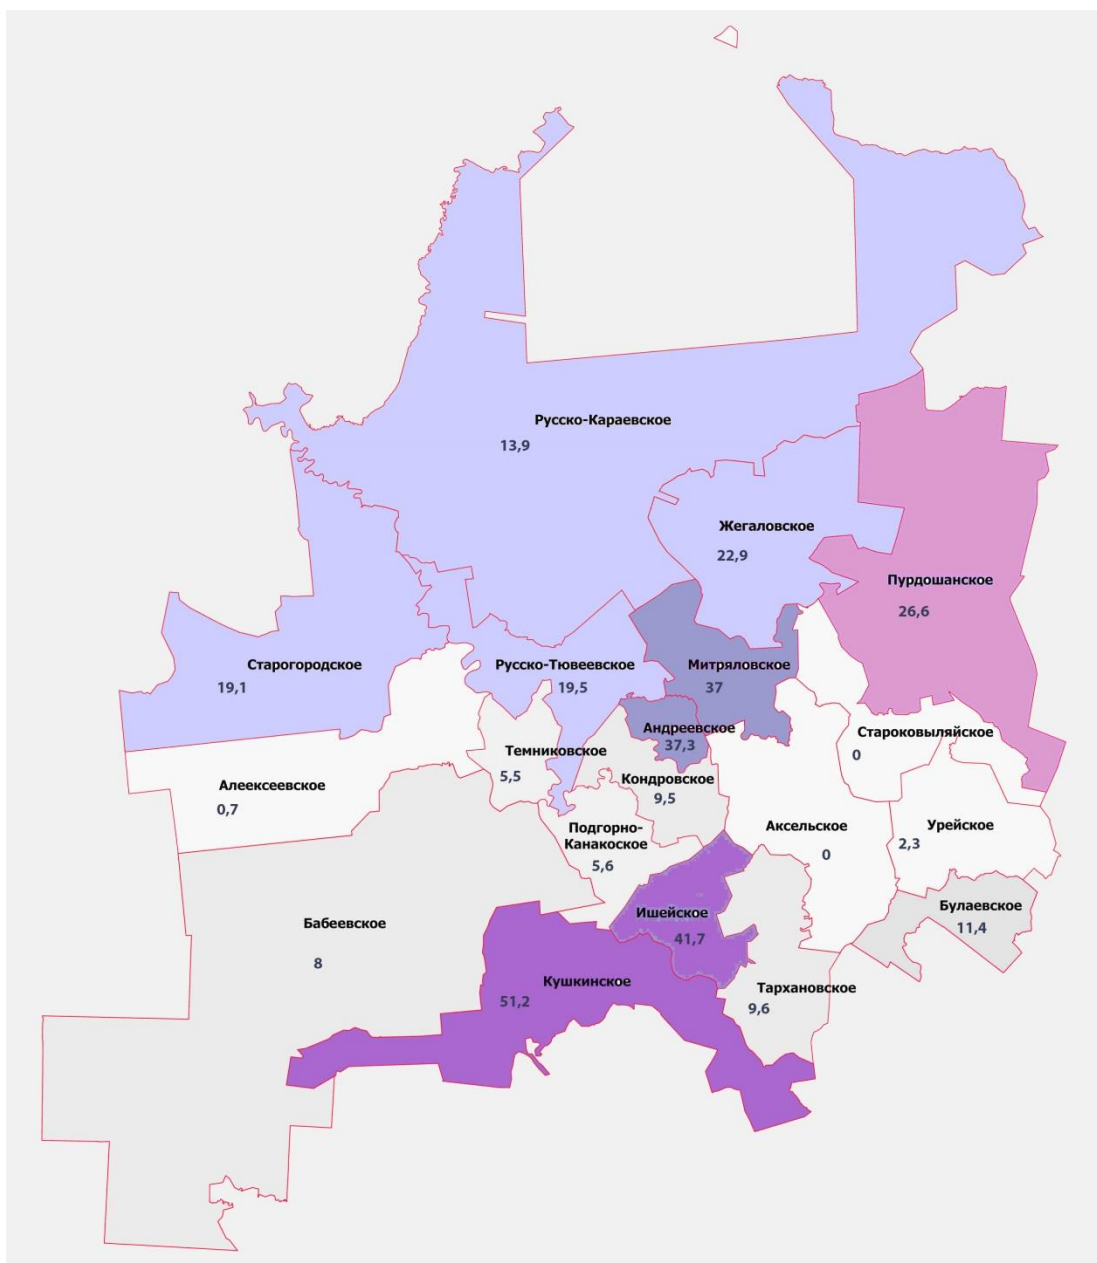 Русско-Караевское
13,9
Жегаловское
22,9
Пурдошанское
26,6
Старогородское
19,1
Русско-Тювеевское
19,5
Митряловское
37
Андреевское
37,3
Староковыляйское
0
Темниковское
5,5
Кондровское
9,5
Алеексеевское
0,7
Подгорно-
Канакоское
5,6
Аксельское
0
Урейское
2,3
Бабеевское
8
Ишейское
41,7
Булаевское
11,4
Кушкинское
51,2
Тархановское
9,6